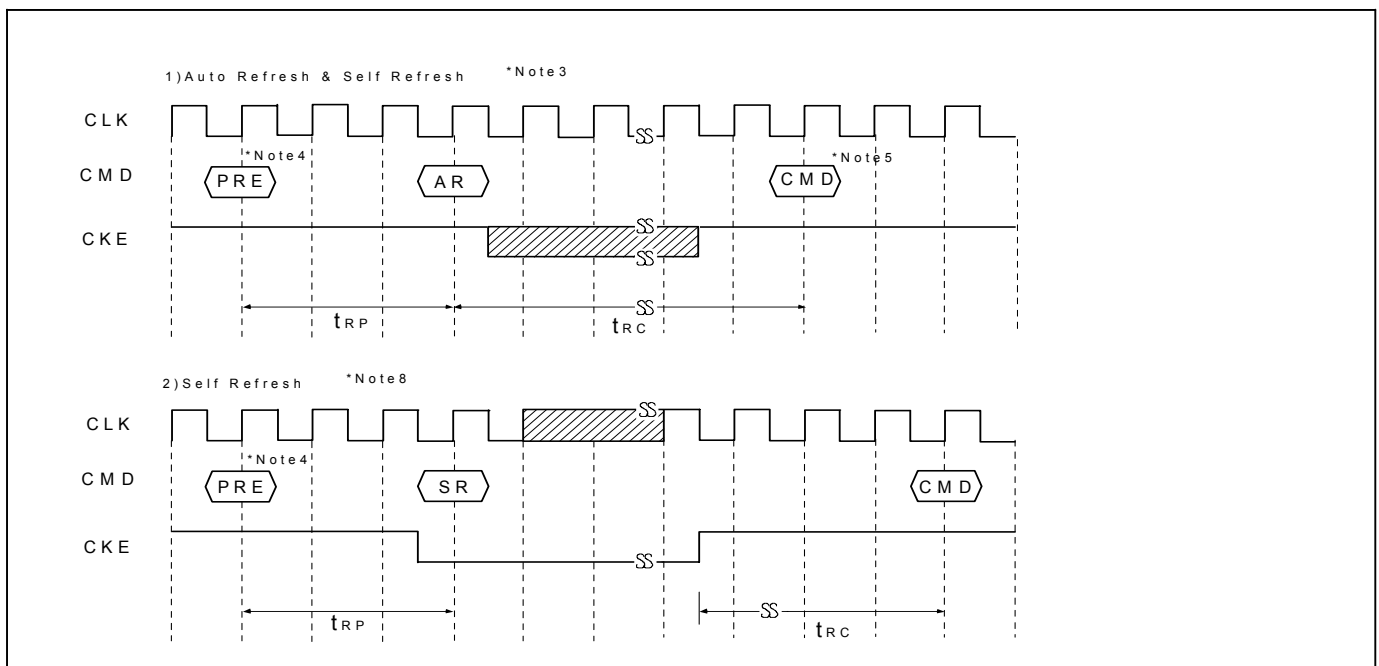 1)Auto Refresh & Self Refresh *Note3
CLK
*Note4 *Note5
CMD PRE AR CMD
CKE
tRP tRC
2)Self Refresh *Note8
CLK
*Note4
CMD PRE SR CMD
CKE
tRP tRC